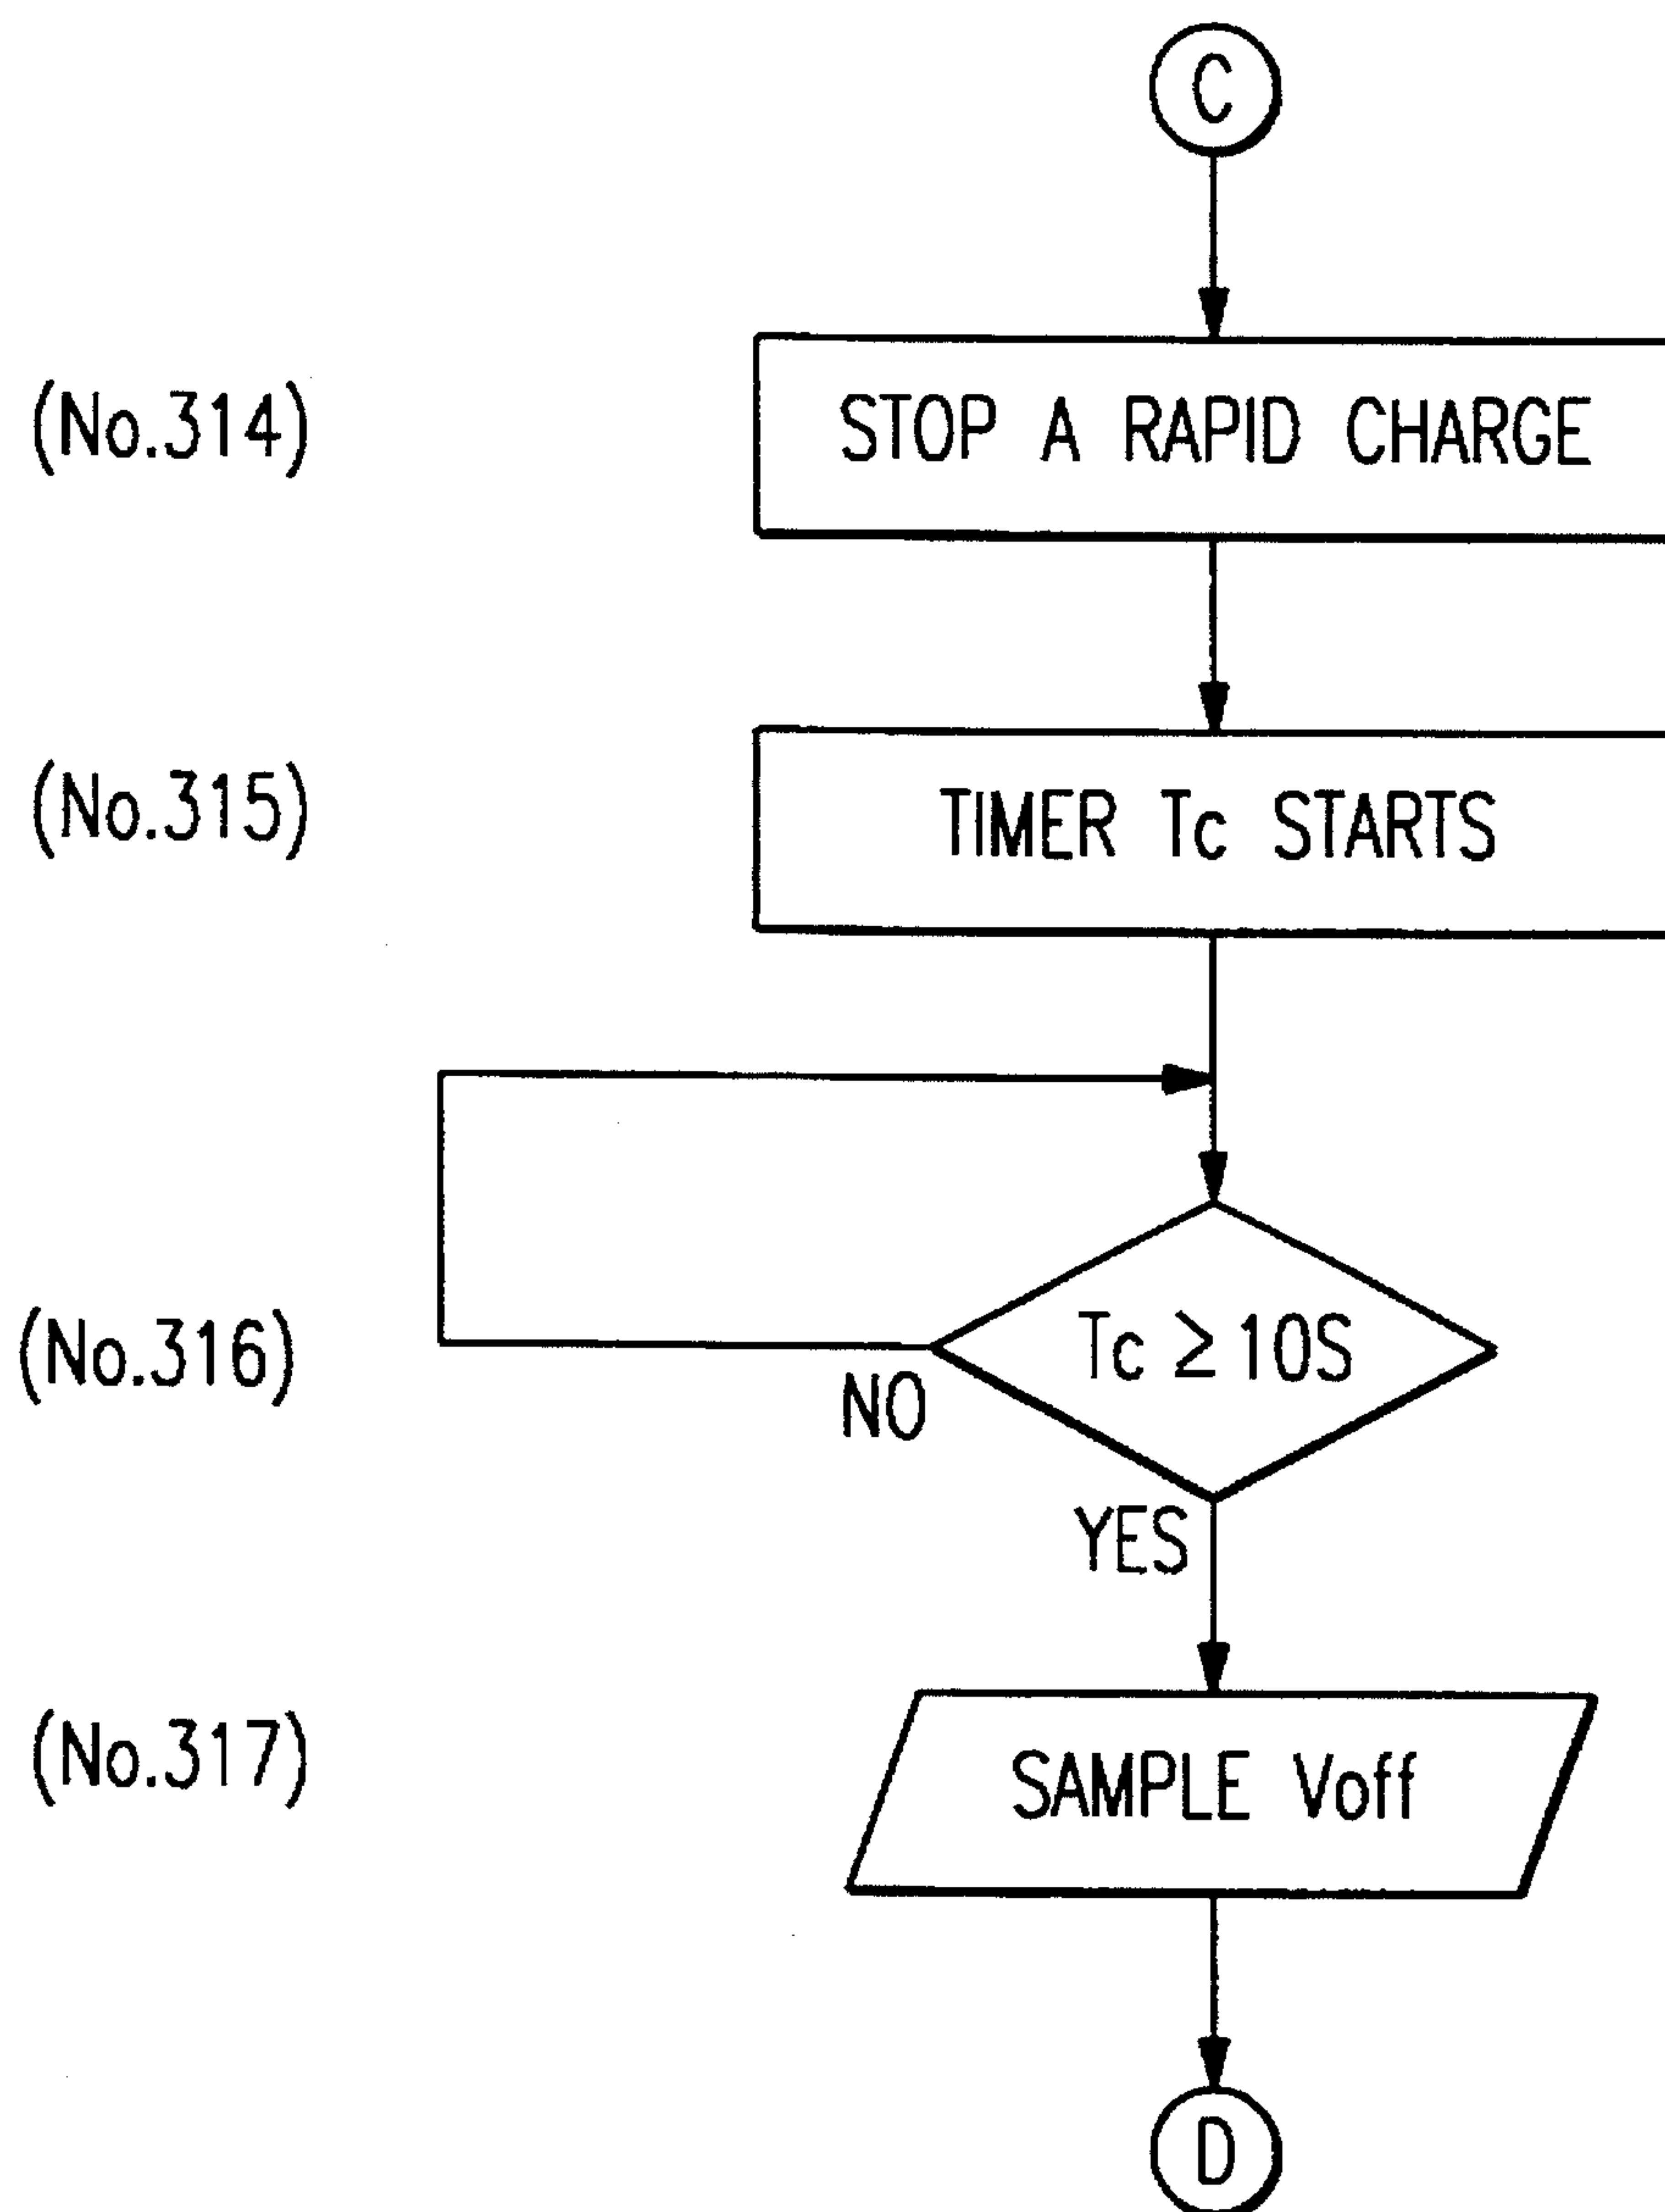 C
(No.314)
STOP A RAPID CHARGE
(No.315)
TIMER Tc STARTS
(No.316)
Tc ≥ 10S
NO
YES
(No.317)
SAMPLE Voff
D